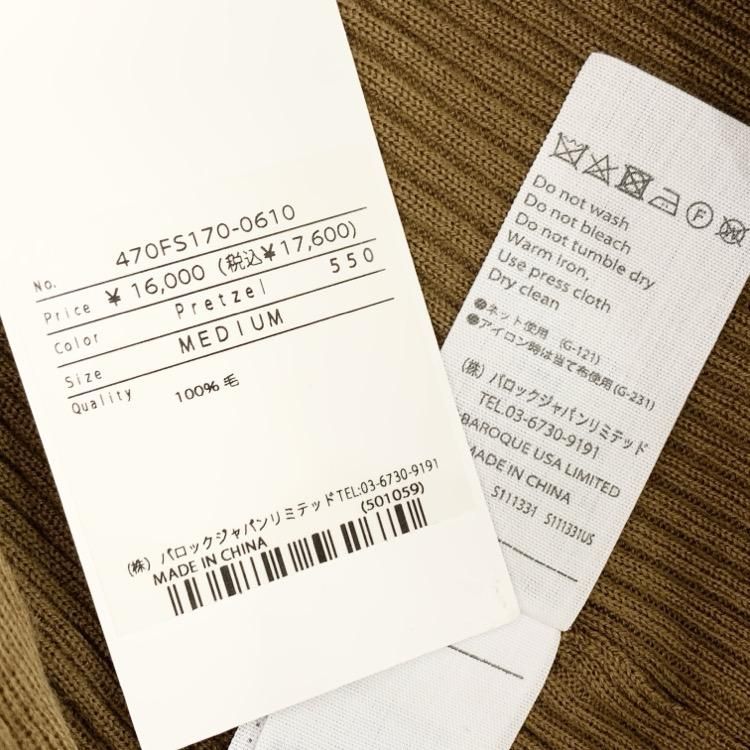 No. 470FS170-0610
Price ¥ 16,000 (税込¥17,600)
Color Pretzel 550
Size MEDIUM
Quality 100% 毛
(株) バロックジャパンリミテッドTEL:03-6730-9191
MADE IN CHINA (501059)
Do not wash
Do not bleach
Do not tumble dry
Warm iron.
Use press cloth
Dry clean
●ネット使用 (G-121)
●アイロン時は当て布使用(G-231)
(株) バロックジャパンリミテッド
TEL.03-6730-9191
BAROQUE USA LIMITED
MADE IN CHINA
S111331 S111331US